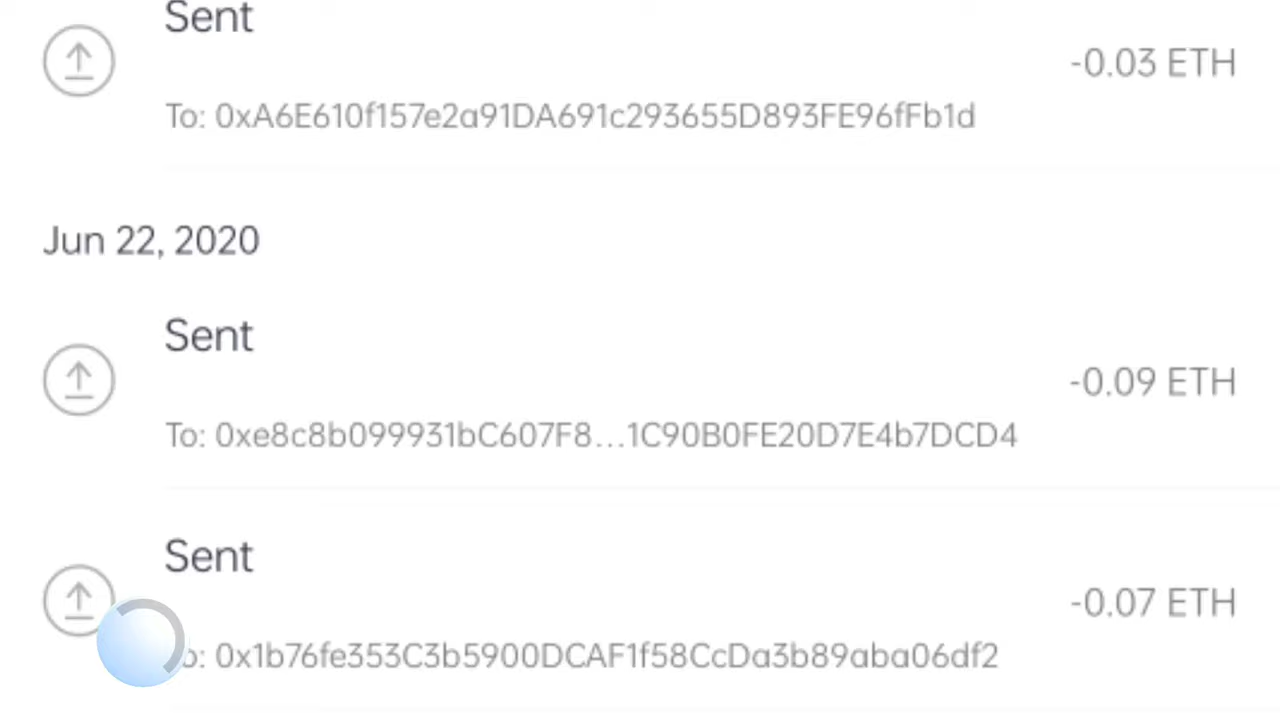 Sent
-0.03 ETH
To: 0xA6E610f157e2a91DA691c293655D893FE96fFb1d
Jun 22, 2020
Sent
-0.09 ETH
To: 0xe8c8b099931bC607F8...1C90B0FE20D7E4b7DCD4
Sent
-0.07 ETH
To: 0x1b76fe353C3b5900DCAF1f58CcDa3b89aba06df2